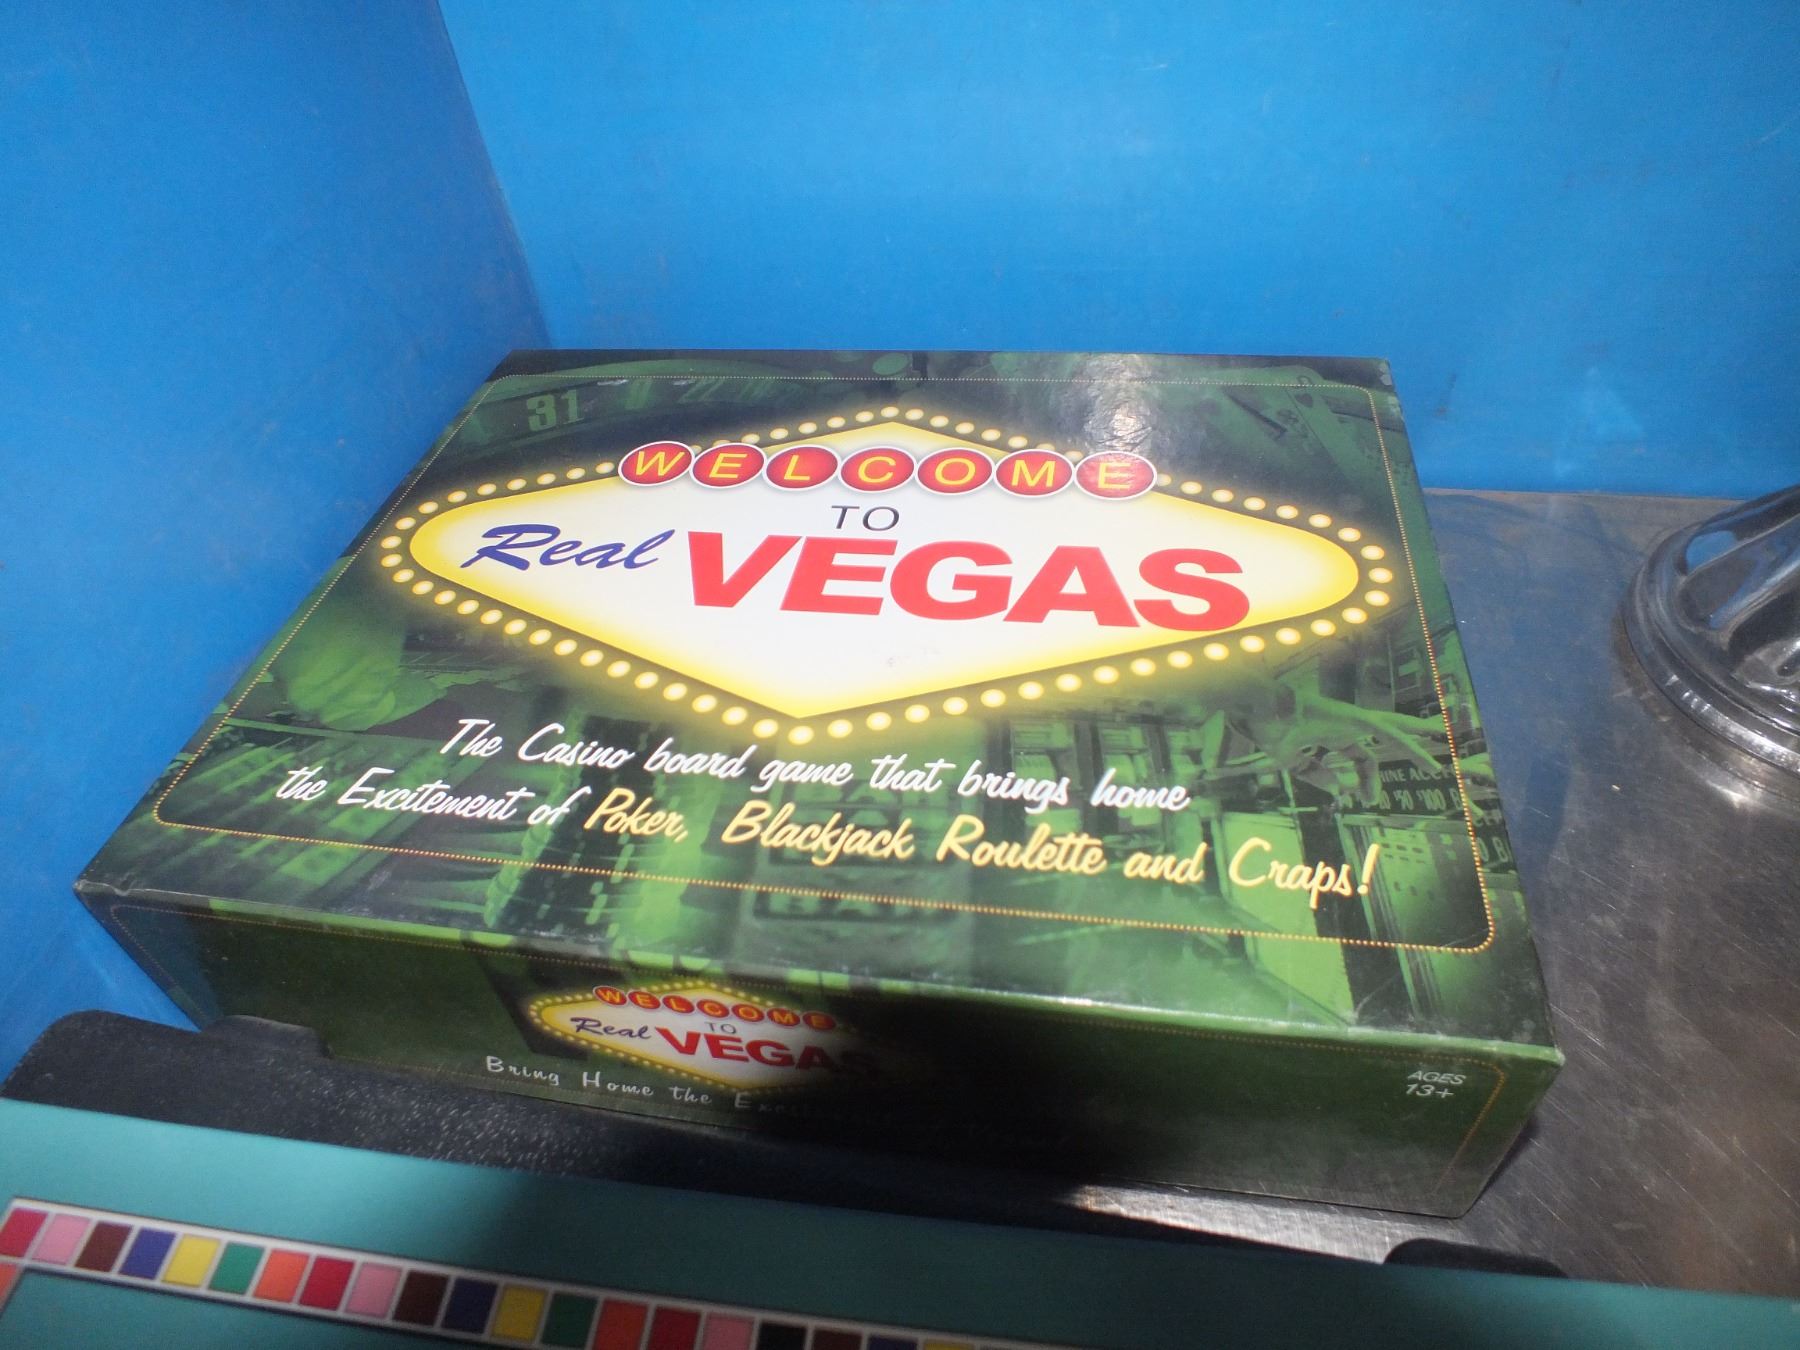 31
WELCOME
TO
Real VEGAS
The Casino board game that brings home
the Excitement of Poker, Blackjack Roulette and Craps!
WELCOME
TO
Real VEGAS
Bring Home the
AGES
13+